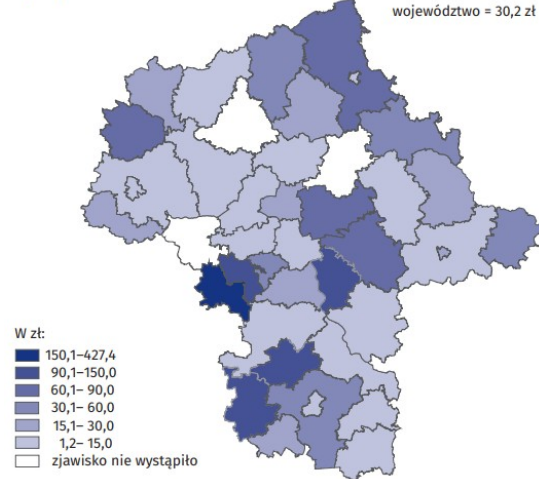 województwo = 30,2 zł
W zł:
150,1–427,4
90,1–150,0
60,1– 90,0
30,1– 60,0
15,1– 30,0
1,2– 15,0
zjawisko nie wystąpiło